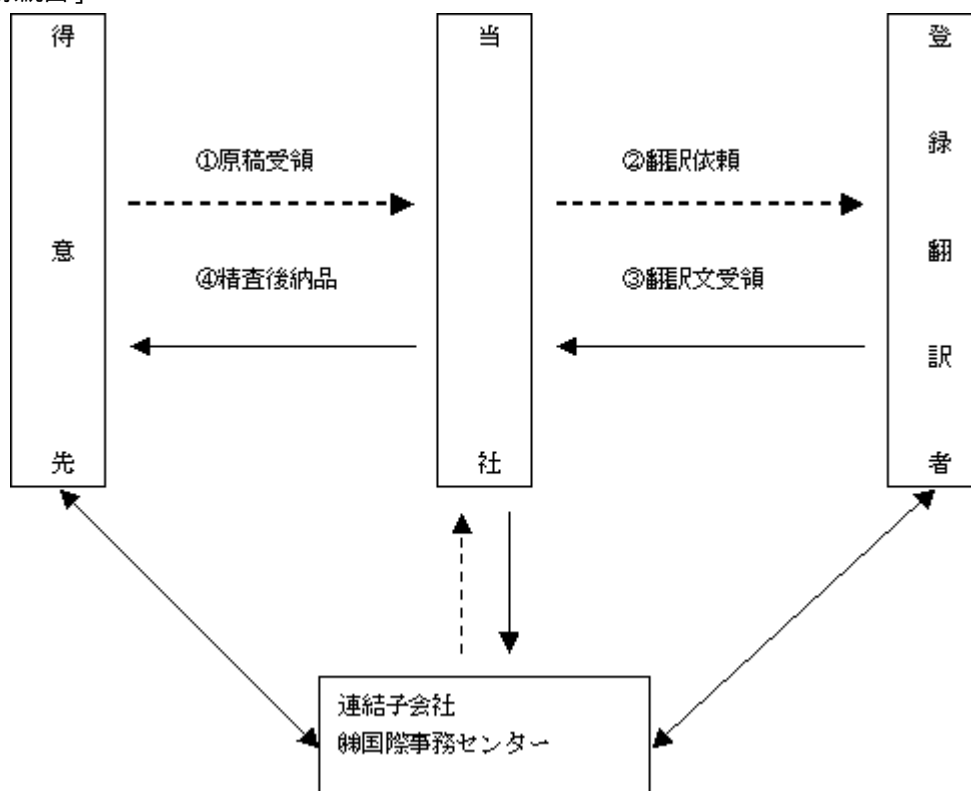 得意先
当社
登録翻訳者
①原稿受領
②翻訳依頼
④精査後納品
③翻訳文受領
連結子会社
㈱国際事務センター